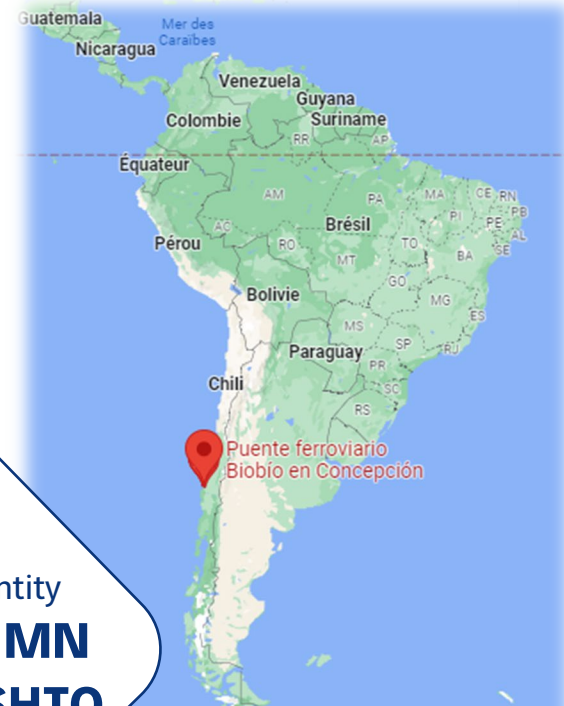 Guatemala
Mer des
Caraïbes
Nicaragua
Venezuela
Guyana
Colombie
Suriname
RR
AP
Équateur
AM
PA
MA
CE
RN
PB
PI
PE
AL
AC
Brésil
TO
SE
Pérou
RO
MT
BA
GO
Bolivie
MG
MS
ES
SP
Paraguay
RJ
PR
Chili
SC
RS
Puente ferroviario
Biobío en Concepción
ntity
MN
SHTO